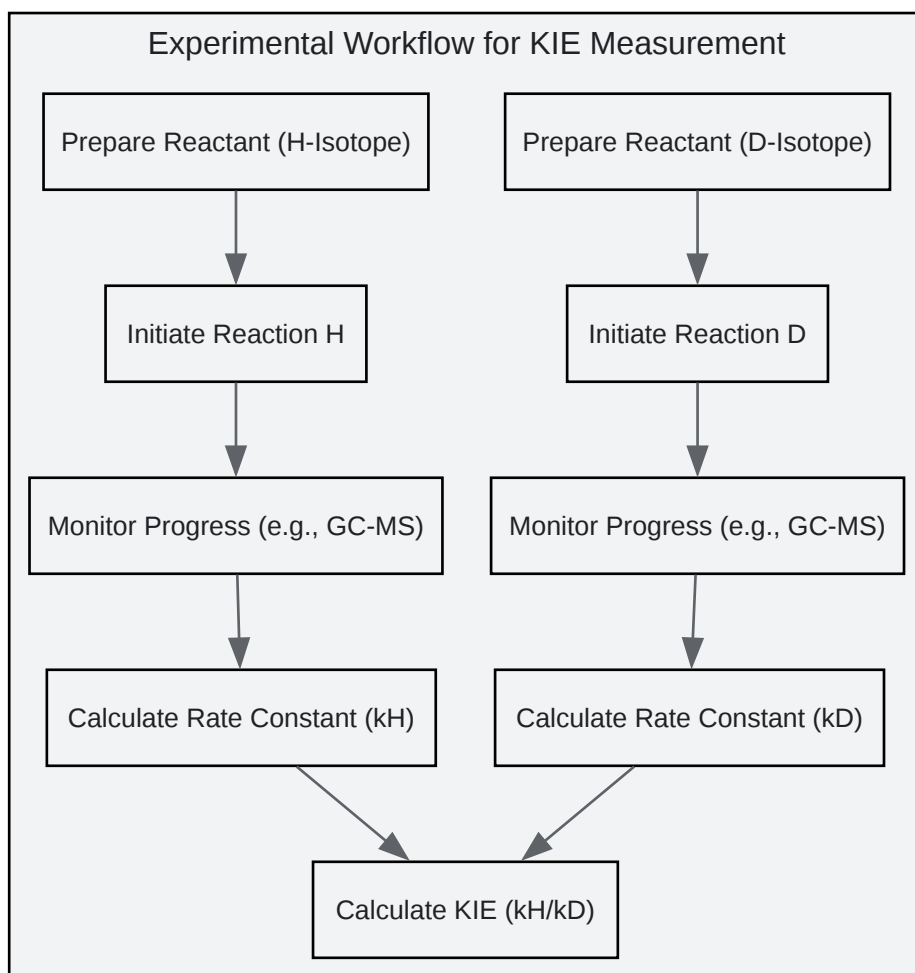 Experimental Workflow for KIE Measurement
Prepare Reactant (H-Isotope)
Prepare Reactant (D-Isotope)
Initiate Reaction H
Initiate Reaction D
Monitor Progress (e.g., GC-MS)
Monitor Progress (e.g., GC-MS)
Calculate Rate Constant (kH)
Calculate Rate Constant (kD)
Calculate KIE (kH/kD)